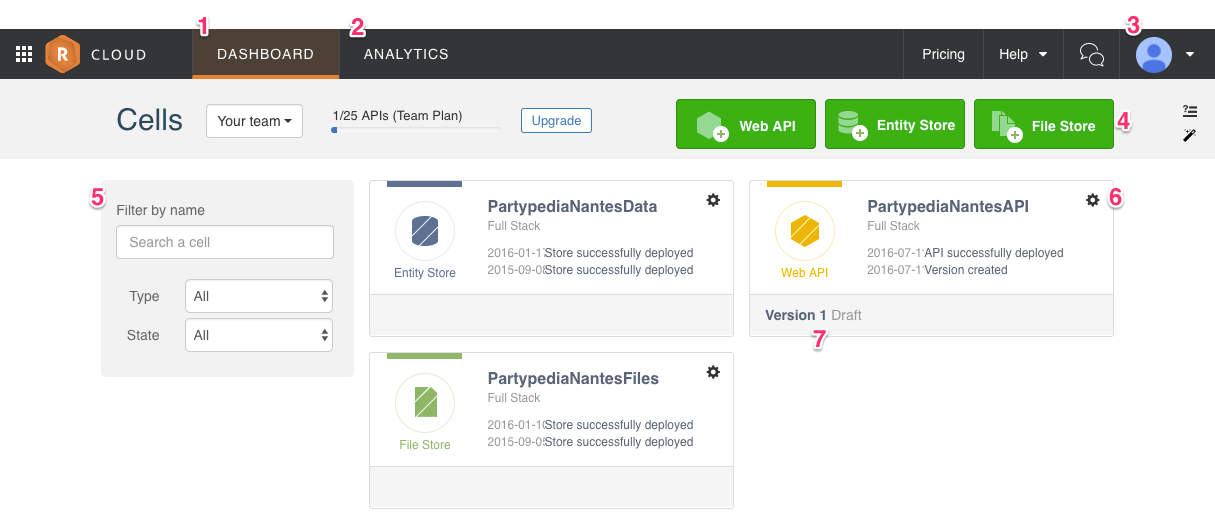 1 2 3
R CLOUD DASHBOARD ANALYTICS Pricing Help
Cells Your team 1/25 APIs (Team Plan) Upgrade Web API Entity Store File Store 4
5 Filter by name
Search a cell
Type All
State All
PartypediaNantesData
Full Stack
2016-01-1 Store successfully deployed
2015-09-0 Store successfully deployed
Entity Store
PartypediaNantesAPI 6
Full Stack
2016-07-1 API successfully deployed
2016-07-1 Version created
Web API
Version 1 Draft
7
PartypediaNantesFiles
Full Stack
2016-01-1 Store successfully deployed
2015-09-0 Store successfully deployed
File Store